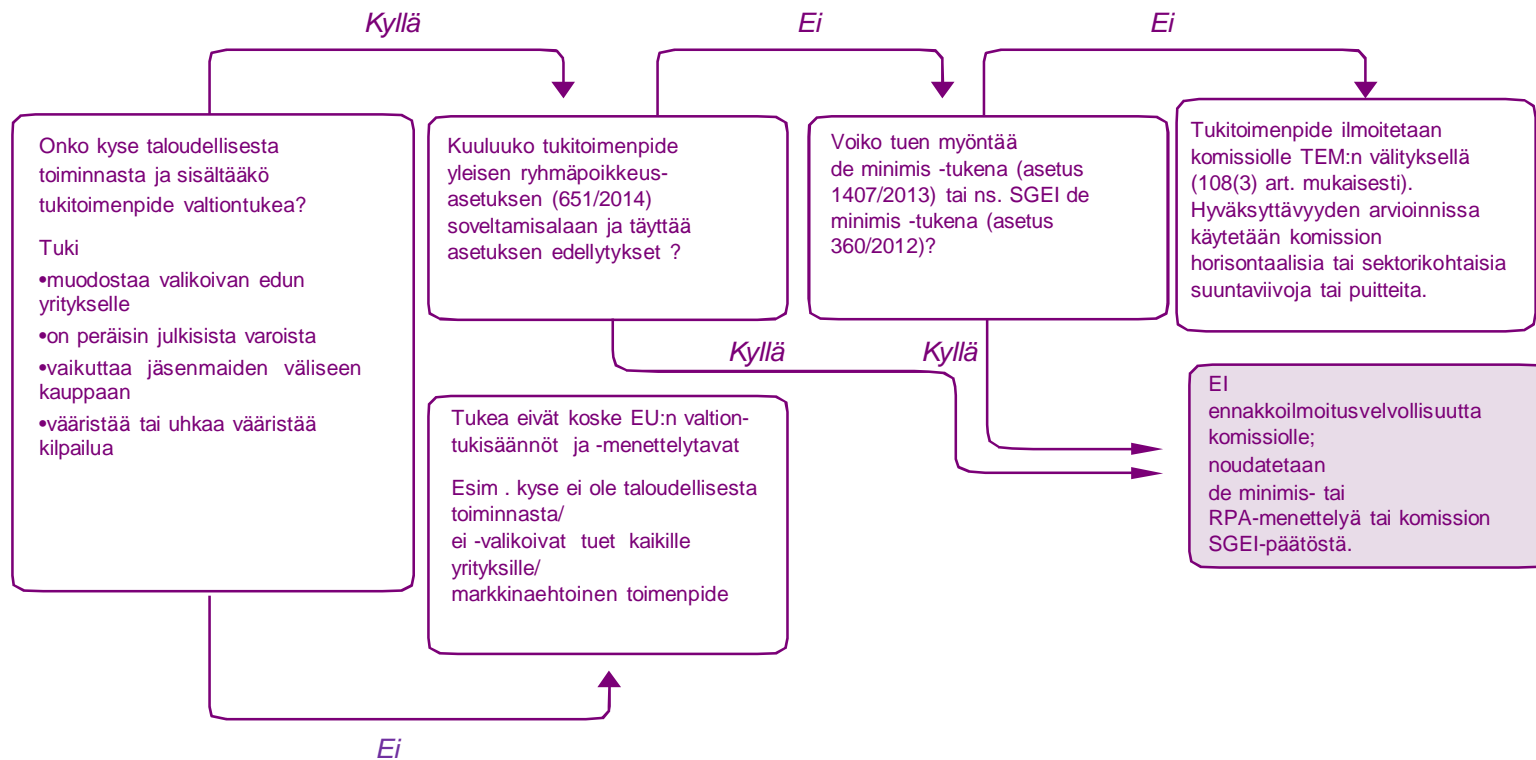 Kyllä
Ei
Ei
Onko kyse taloudellisesta
toiminnasta ja sisältääkö
tukitoimenpide valtiontukea?
Tuki
•muodostaa valikoivan edun
yritykselle
•on peräisin julkisista varoista
•vaikuttaa jäsenmaiden väliseen
kauppaan
•vääristää tai uhkaa vääristää
kilpailua
Kuuluuko tukitoimenpide
yleisen ryhmäpoikkeus-
asetuksen (651/2014)
soveltamisalaan ja täyttää
asetuksen edellytykset ?
Voiko tuen myöntää
de minimis -tukena (asetus
1407/2013) tai ns. SGEI de
minimis -tukena (asetus
360/2012)?
Tukitoimenpide ilmoitetaan
komissiolle TEM:n välityksellä
(108(3) art. mukaisesti).
Hyväksyttävyyden arvioinnissa
käytetään komission
horisontaalisia tai sektorikohtaisia
suuntaviivoja tai puitteita.
Kyllä
Kyllä
Tukea eivät koske EU:n valtion-
tukisäännöt ja -menettelytavat
Esim . kyse ei ole taloudellisesta
toiminnasta/
ei -valikoivat tuet kaikille
yrityksille/
markkinaehtoinen toimenpide
EI
ennakkoilmoitusvelvollisuutta
komissiolle;
noudatetaan
de minimis- tai
RPA-menettelyä tai komission
SGEI-päätöstä.
Ei